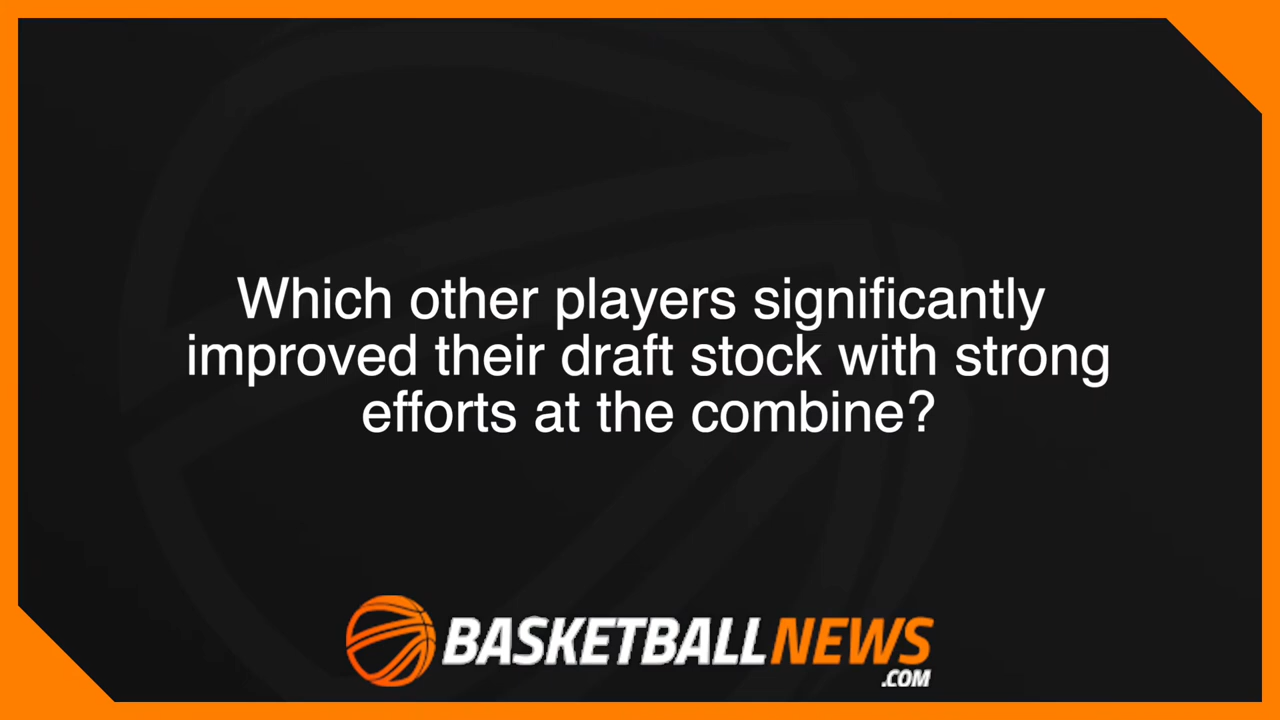 Which other players significantly
improved their draft stock with strong
efforts at the combine?
BASKETBALLNEWS
.COM